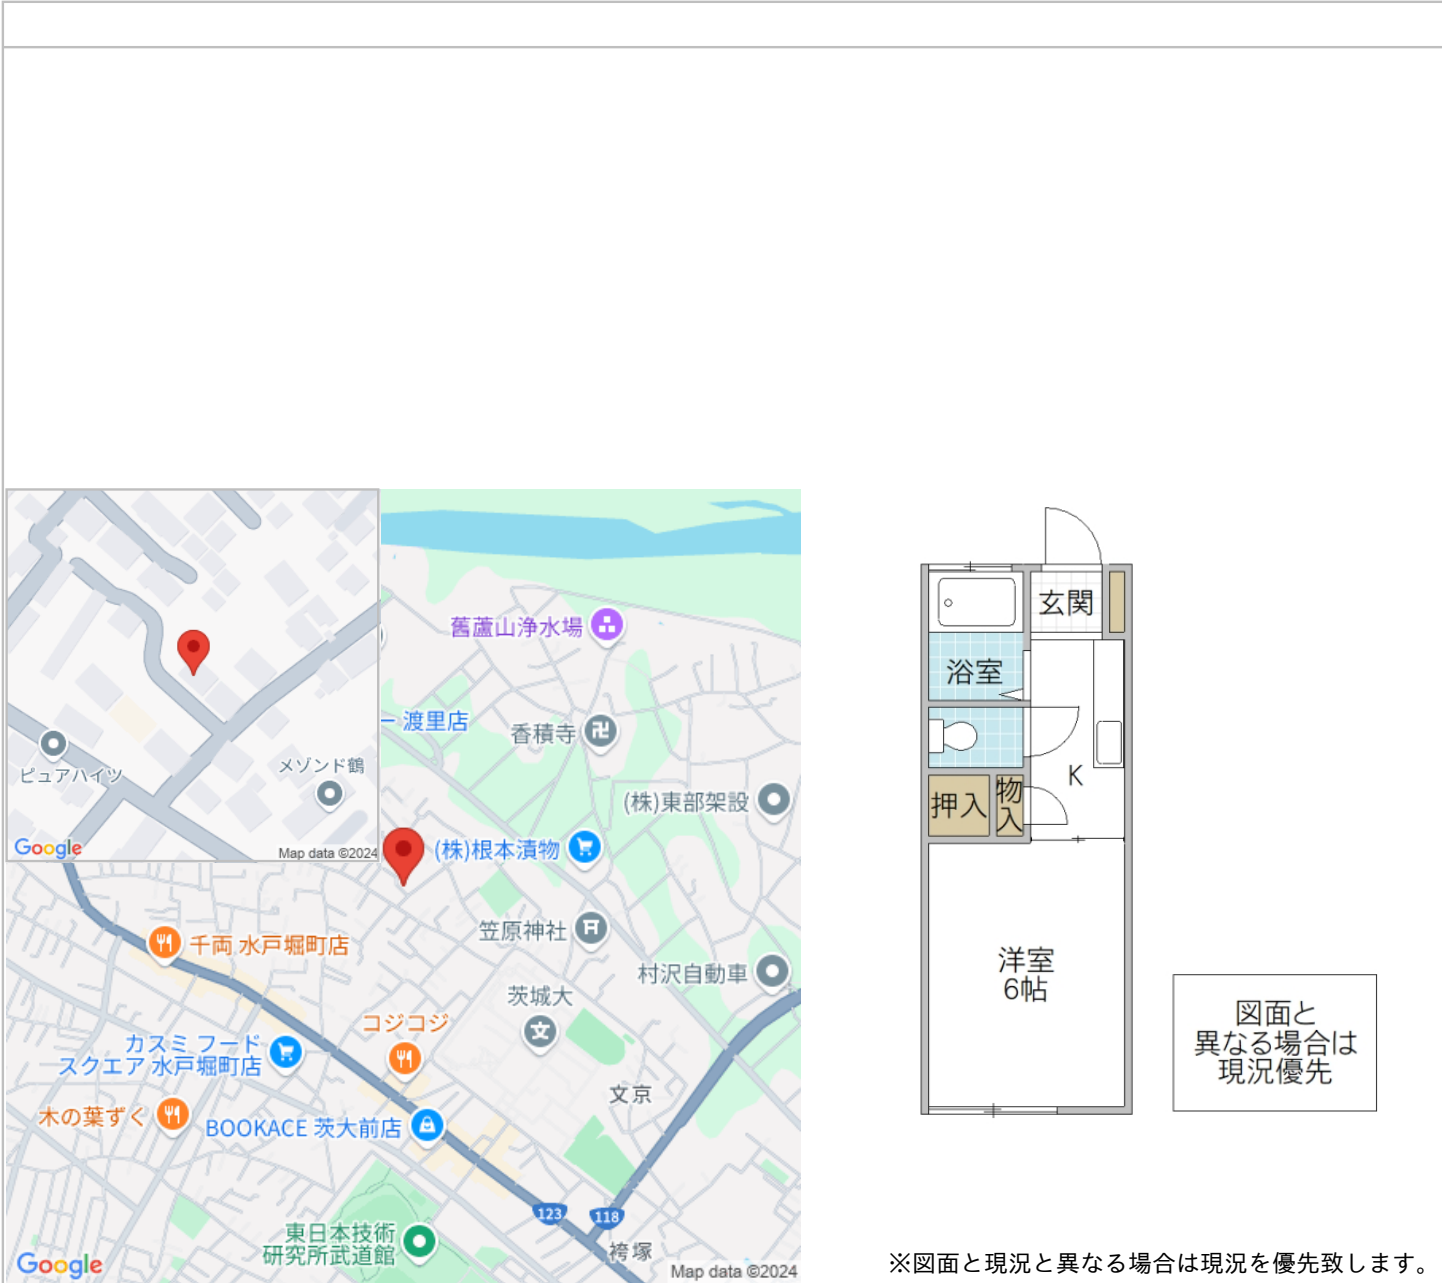 ピュアハイツ
メゾンド鶴
Google
Map data ©2024
舊蘆山浄水場
ー 渡里店
香積寺
(株)東部架設
(株)根本漬物
笠原神社
千両 水戸堀町店
村沢自動車
茨城大
コジコジ
カスミ フード
スクエア 水戸堀町店
文京
木の葉ずく
BOOKACE 茨大前店
123
118
東日本技術
研究所武道館
袴塚
Google
Map data ©2024
玄関
浴室
K
押入
物
入
洋室
6帖
図面と
異なる場合は
現況優先
※図面と現況と異なる場合は現況を優先致します。